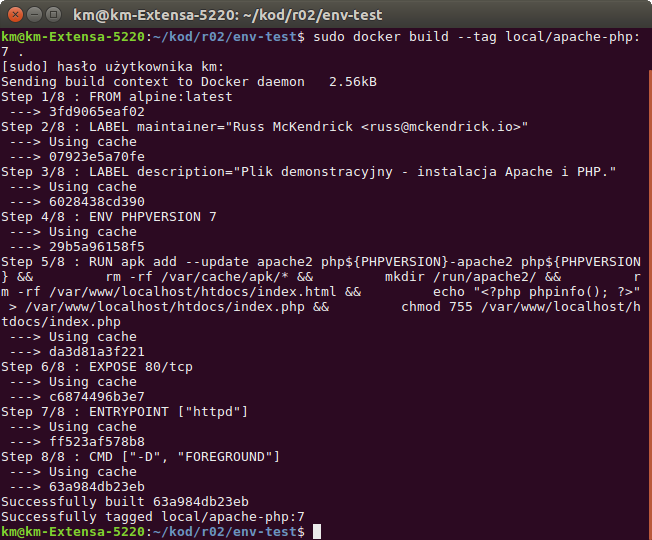 km@km-Extensa-5220: ~/kod/r02/env-test
km@km-Extensa-5220:~/kod/r02/env-test$ sudo docker build --tag local/apache-php:
7 .
[sudo] hasło użytkownika km:
Sending build context to Docker daemon   2.56kB
Step 1/8 : FROM alpine:latest
 ---> 3fd9065eaf02
Step 2/8 : LABEL maintainer="Russ McKendrick <russ@mckendrick.io>"
 ---> Using cache
 ---> 07923e5a70fe
Step 3/8 : LABEL description="Plik demonstracyjny - instalacja Apache i PHP."
 ---> Using cache
 ---> 6028438cd390
Step 4/8 : ENV PHPVERSION 7
 ---> Using cache
 ---> 29b5a96158f5
Step 5/8 : RUN apk add --update apache2 php${PHPVERSION}-apache2 php${PHPVERSION
} &&         rm -rf /var/cache/apk/* &&         mkdir /run/apache2/ &&         r
m -rf /var/www/localhost/htdocs/index.html &&         echo "<?php phpinfo(); ?>"
 > /var/www/localhost/htdocs/index.php &&         chmod 755 /var/www/localhost/h
tdocs/index.php
 ---> Using cache
 ---> da3d81a3f221
Step 6/8 : EXPOSE 80/tcp
 ---> Using cache
 ---> c6874496b3e7
Step 7/8 : ENTRYPOINT ["httpd"]
 ---> Using cache
 ---> ff523af578b8
Step 8/8 : CMD ["-D", "FOREGROUND"]
 ---> Using cache
 ---> 63a984db23eb
Successfully built 63a984db23eb
Successfully tagged local/apache-php:7
km@km-Extensa-5220:~/kod/r02/env-test$